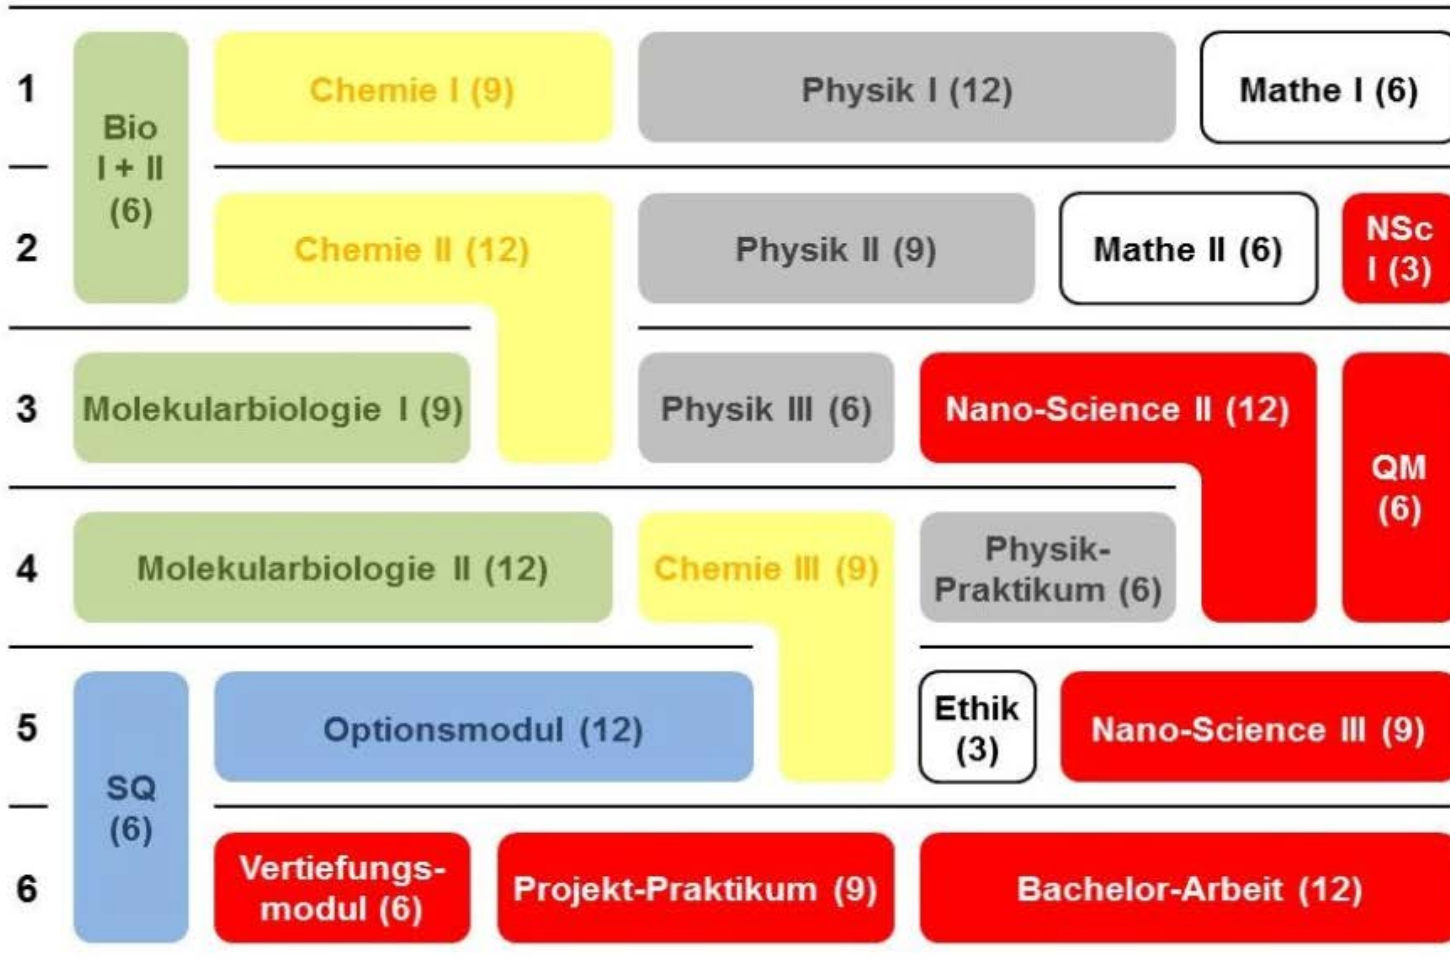 1
Bio
I + II
(6)
Chemie I (9)
Physik I (12)
Mathe I (6)
2
Chemie II (12)
Physik II (9)
Mathe II (6)
NSc
I (3)
3
Molekularbiologie I (9)
Physik III (6)
Nano-Science II (12)
QM
(6)
4
Molekularbiologie II (12)
Chemie III (9)
Physik-
Praktikum (6)
5
SQ
(6)
Optionsmodul (12)
Ethik
(3)
Nano-Science III (9)
6
Vertiefungs-
modul (6)
Projekt-Praktikum (9)
Bachelor-Arbeit (12)